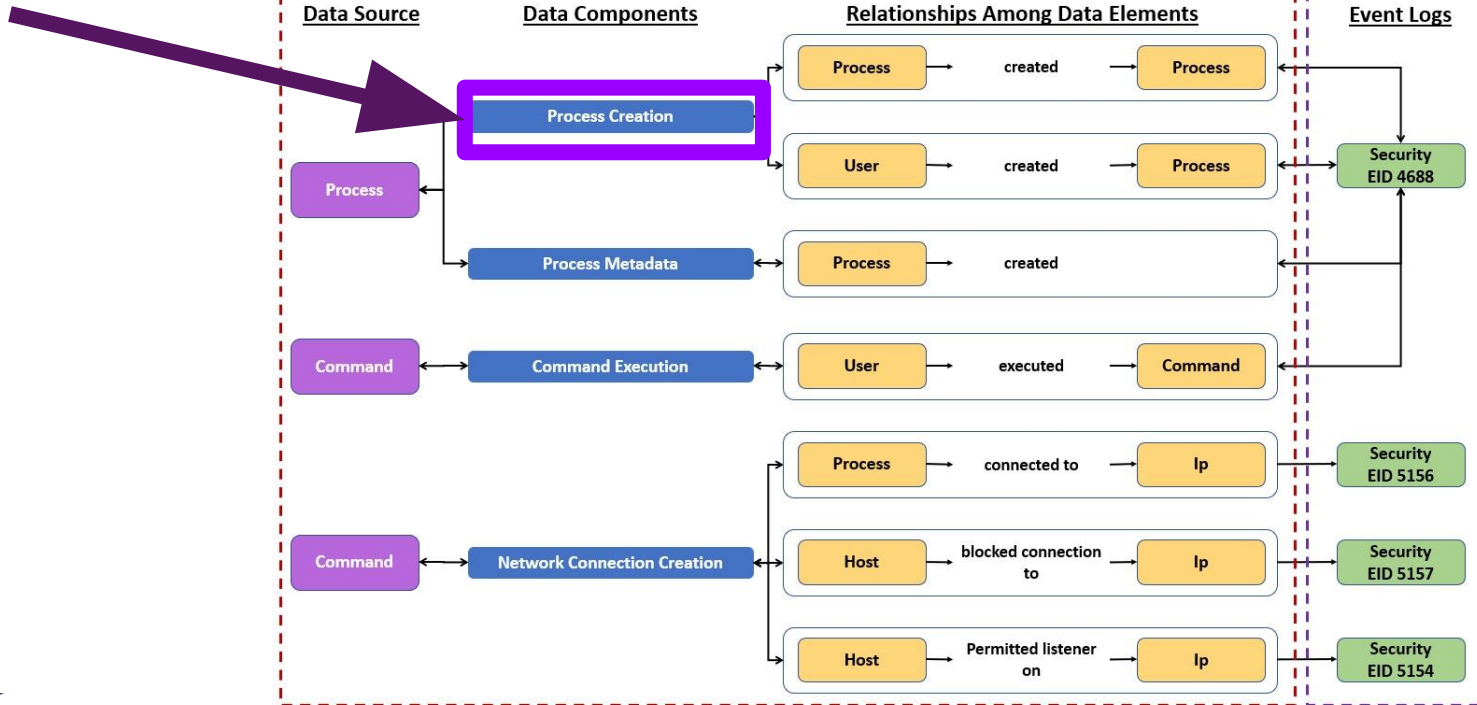 Data Source
Data Components
Relationships Among Data Elements
Event Logs
Process
created
Process
Process Creation
User
created
Process
Security
EID 4688
Process
Process Metadata
Process
created
Command
Command Execution
User
executed
Command
Process
connected to
Ip
Security
EID 5156
Command
Network Connection Creation
Host
blocked connection
to
Ip
Security
EID 5157
Host
Permitted listener
on
Ip
Security
EID 5154